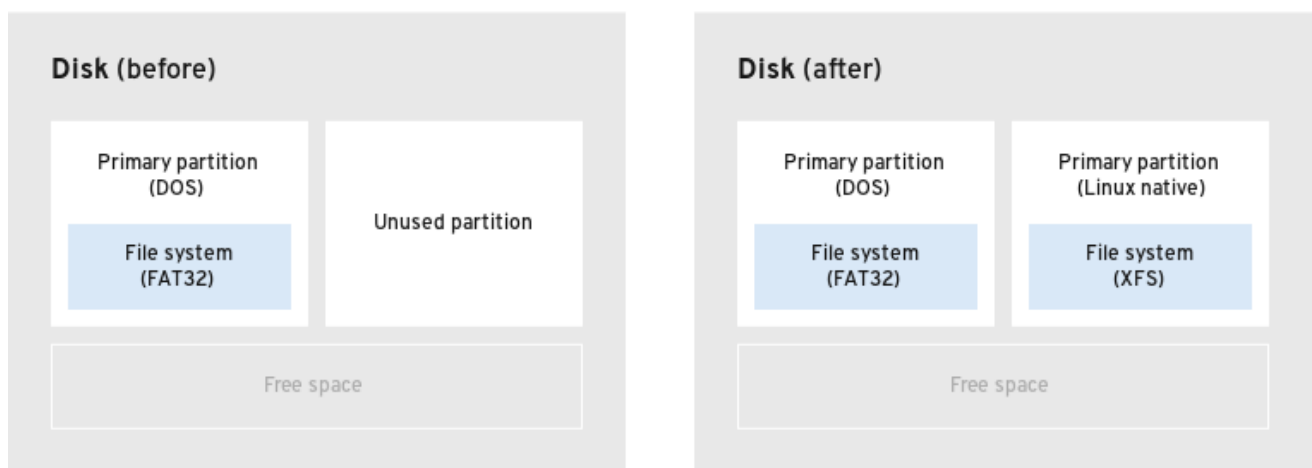 Disk (before)
Primary partition
(DOS)
File system
(FAT32)
Unused partition
Free space
Disk (after)
Primary partition
(DOS)
File system
(FAT32)
Primary partition
(Linux native)
File system
(XFS)
Free space